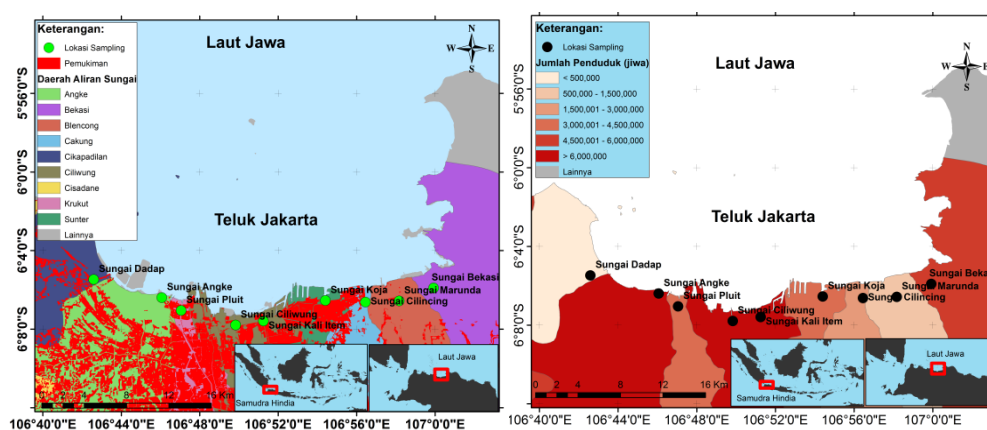 Keterangan:
Lokasi Sampling
Pemukiman
Daerah Aliran Sungai
Angke
Bekasi
Blencong
Cakung
Cikapadilan
Ciliwung
Cisadane
Krukut
Sunter
Lainnya
Laut Jawa
N
W E
S
Teluk Jakarta
Sungai Dadap
Sungai Angke
Sungai Pluit
Sungai Ciliwung
Sungai Kali Item
Sungai Koja
Sungai Cilincing
Sungai Marunda
Sungai Bekasi
Laut Jawa
Samudra Hindia
16 Km
5°56'0"S
6°0'0"S
6°4'0"S
6°8'0"S
106°40'0"E
106°44'0"E
106°48'0"E
106°52'0"E
106°56'0"E
107°0'0"E
Keterangan:
Lokasi Sampling
Jumlah Penduduk (jiwa)
< 500,000
500,000 - 1,500,000
1,500,001 - 3,000,000
3,000,001 - 4,500,000
4,500,001 - 6,000,000
> 6,000,000
Lainnya
Laut Jawa
N
W E
S
Teluk Jakarta
Sungai Dadap
Sungai Angke
Sungai Pluit
Sungai Ciliwung
Sungai Kali Item
Sungai Koja
Sungai Cilincing
Sungai Marunda
Sungai Beka
Laut Jawa
Samudra Hindia
0 2 4 8 12 16 Km
5°56'0"S
6°0'0"S
6°4'0"S
6°8'0"S
106°40'0"E
106°44'0"E
106°48'0"E
106°52'0"E
106°56'0"E
107°0'0"E